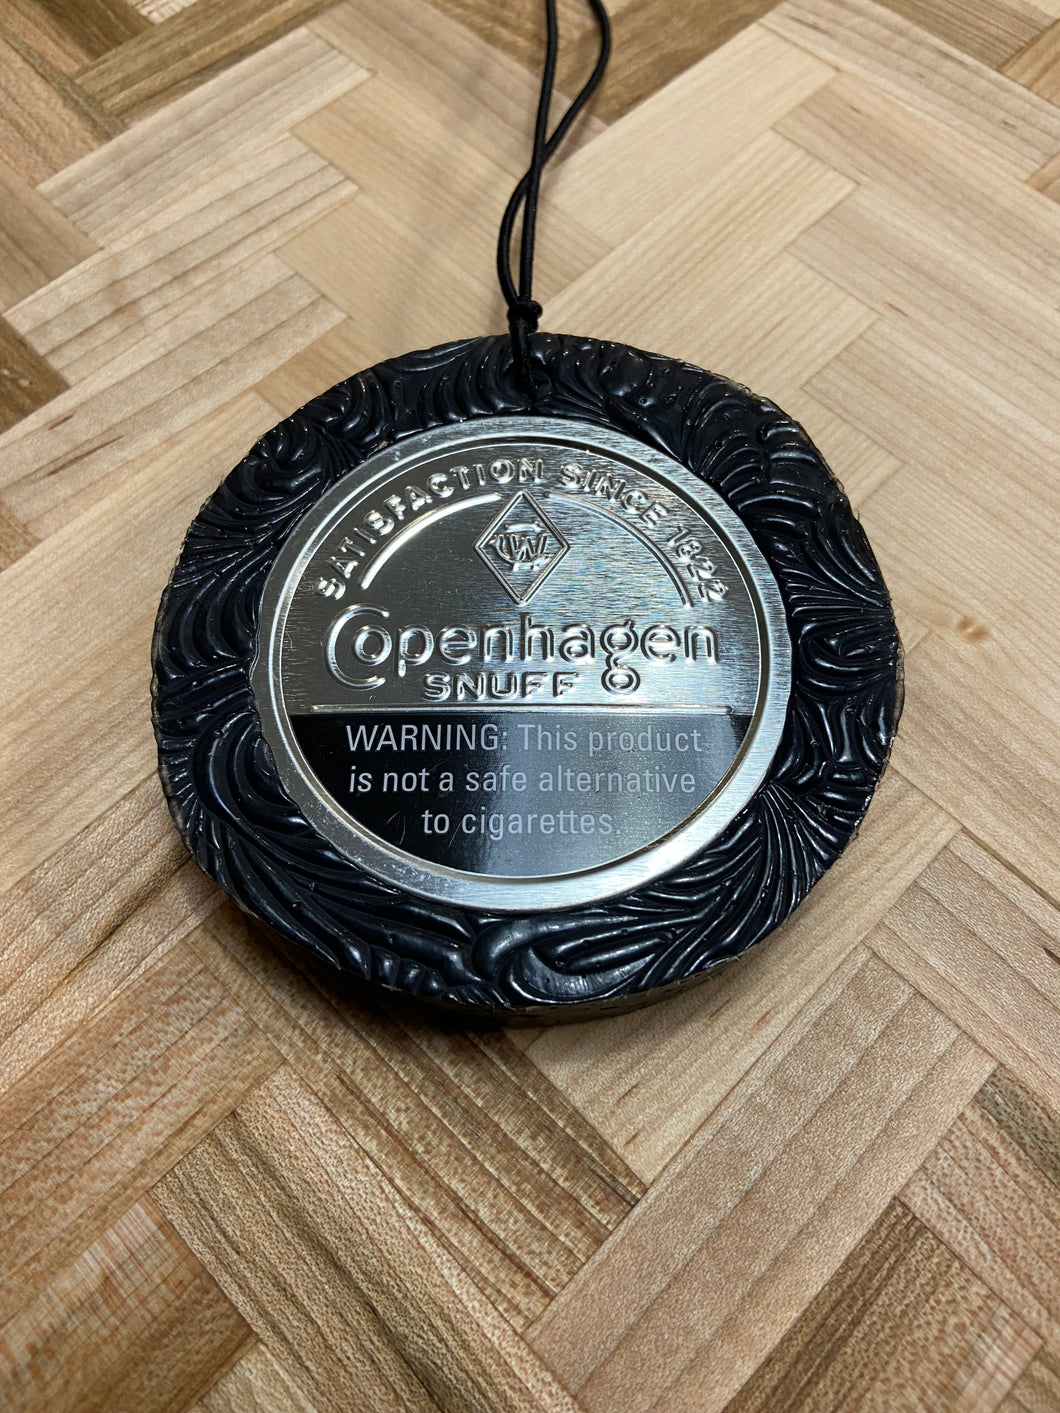 SATISFACTION SINCE 1822
Copenhagen
SNUFF
WARNING: This product
is not a safe alternative
to cigarettes.